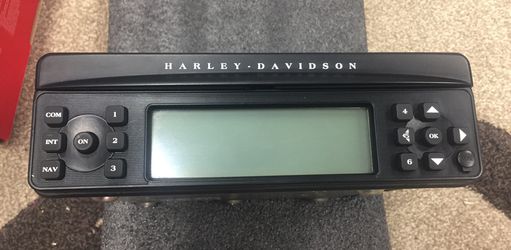 HARLEY-DAVIDSON
COM 1 4
INT ON 2 OK
NAV 3 6